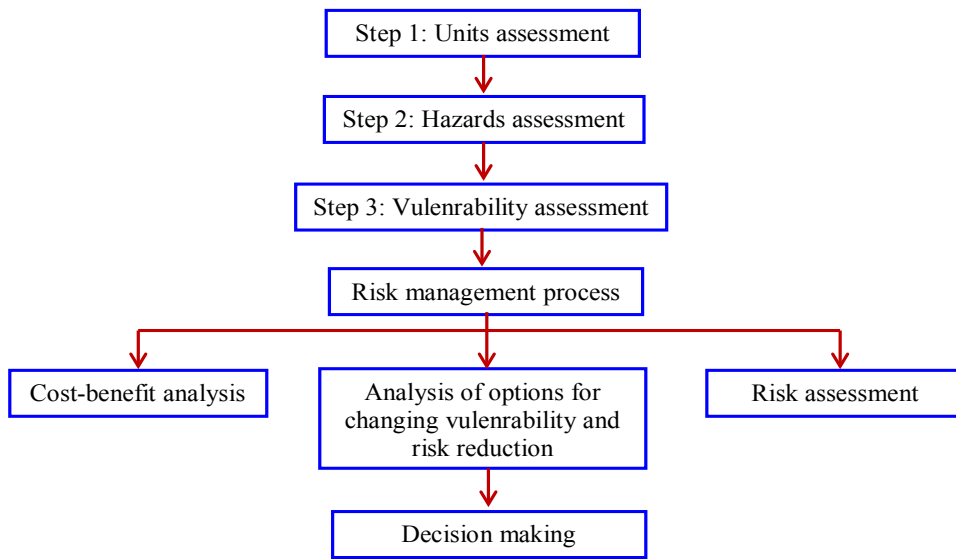 Step 1: Units assessment
Step 2: Hazards assessment
Step 3: Vulenrability assessment
Risk management process
Cost-benefit analysis
Analysis of options for
changing vulenrability and
risk reduction
Risk assessment
Decision making